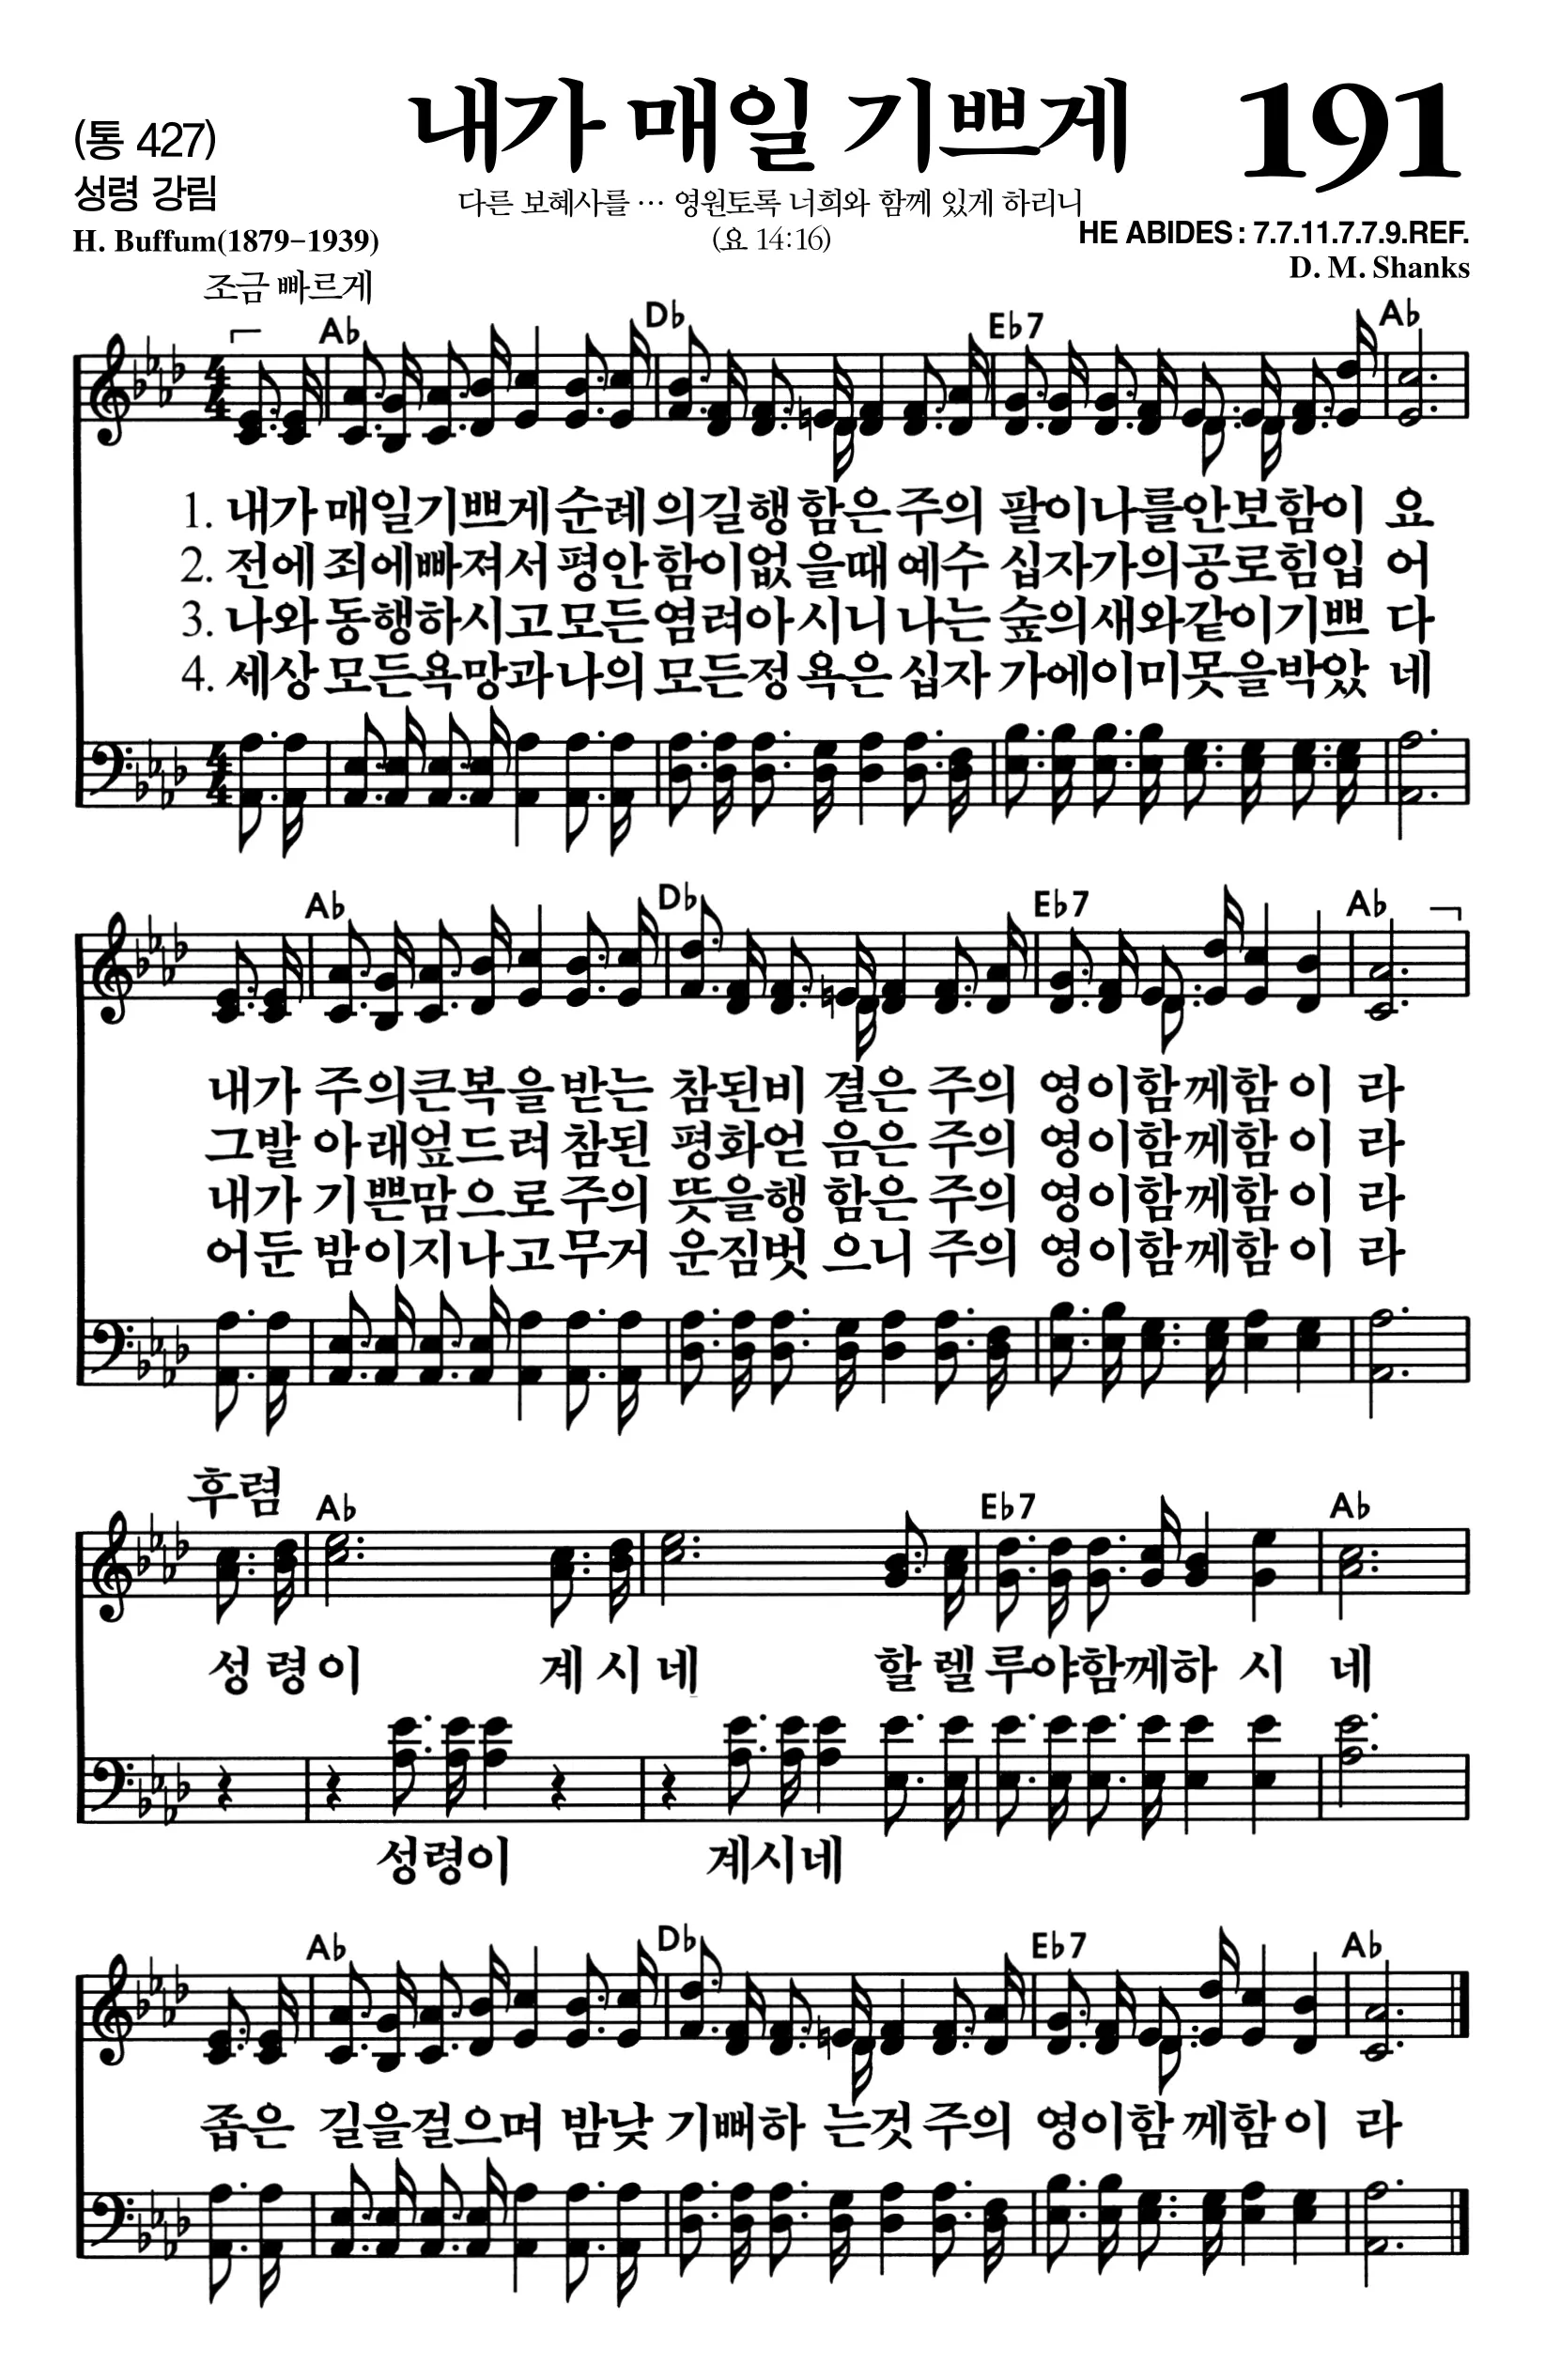 (통 427)
내가 매일 기쁘게
191
성령 강림
다른 보혜사를 … 영원토록 너희와 함께 있게 하리니
(요 14:16)
H. Buffum(1879-1939)
HE ABIDES : 7.7.11.7.7.9.REF.
D. M. Shanks
조금 빠르게
A♭ D♭ E♭7 A♭
1. 내가 매일기쁘게순례의길행함은주의 팔이나를안보함이 요
2. 전에죄에빠져서평안함이없을때예수 십자가의공로힘입 어
3. 나와동행하시고모든염려아시니나는 숲의새와같이기쁘 다
4. 세상모든욕망과나의모든정욕은십자 가에이미못을박았 네
A♭ D♭ E♭7 A♭
내가 주의큰복을받는 참된비 결은 주의 영이함께함 이 라
그발 아래엎드려참된 평화얻 음은 주의 영이함께함 이 라
내가 기쁜맘으로주의 뜻을행 함은 주의 영이함께함 이 라
어둔 밤이지나고무거 운짐벗 으니 주의 영이함께함 이 라
후렴
A♭ E♭7 A♭
성령이 계시네 할렐루야함께하 시 네
성령이 계시네
A♭ D♭ E♭7 A♭
좁은 길을걸으며 밤낮 기뻐하 는것 주의 영이함께함 이 라